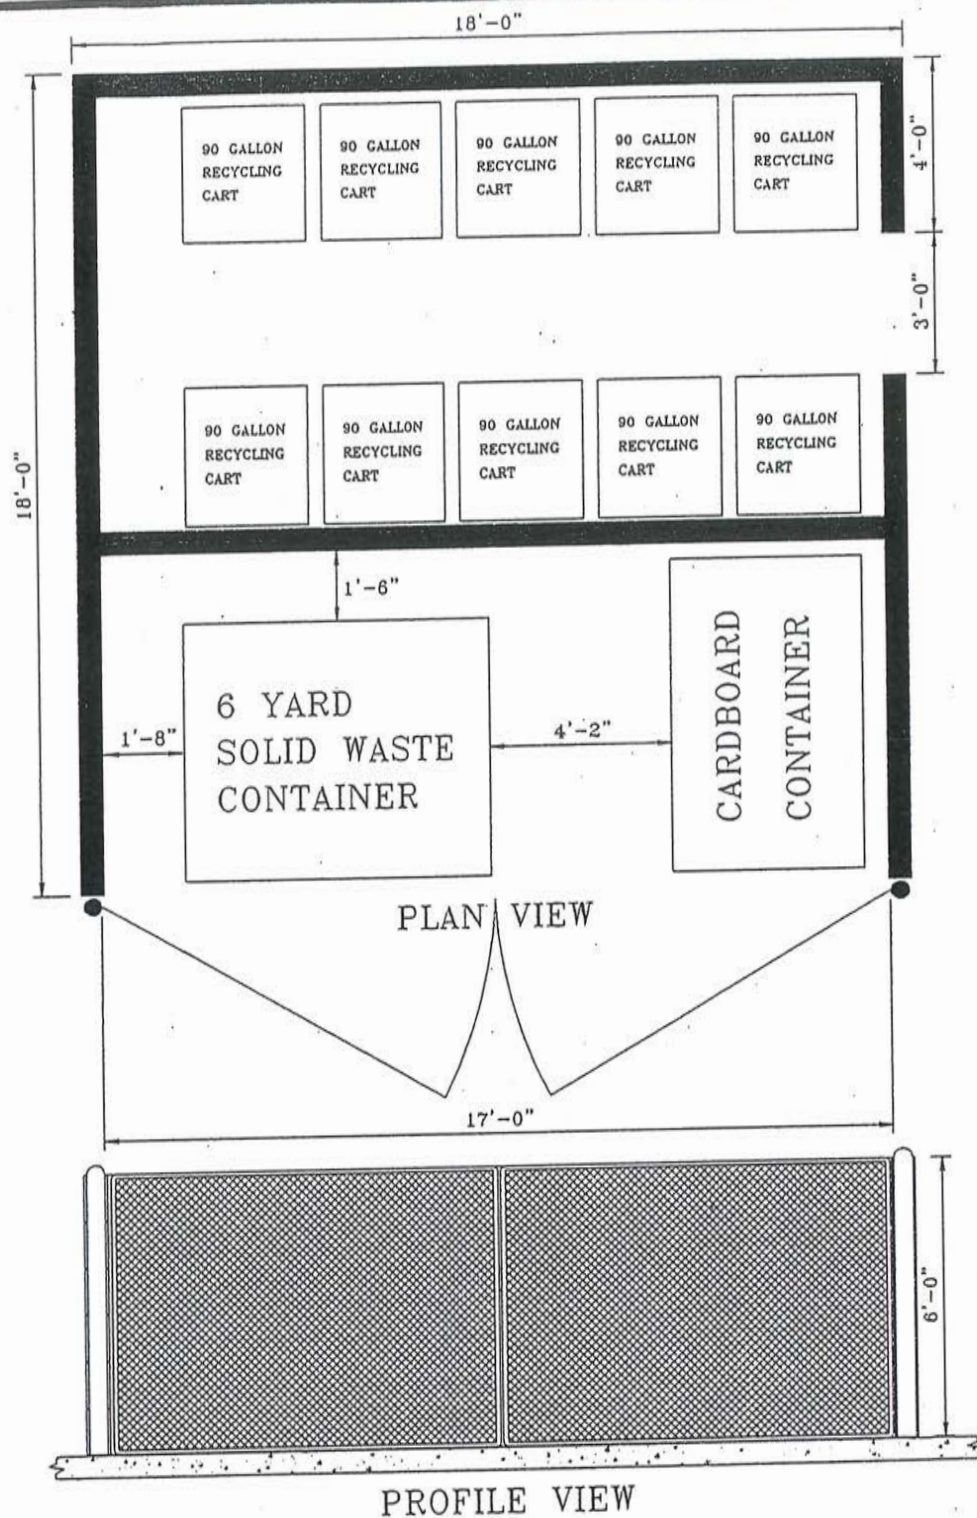 18'-0"
90 GALLON
RECYCLING
CART
90 GALLON
RECYCLING
CART
90 GALLON
RECYCLING
CART
90 GALLON
RECYCLING
CART
90 GALLON
RECYCLING
CART
4'-0"
3'-0"
18'-0"
90 GALLON
RECYCLING
CART
90 GALLON
RECYCLING
CART
90 GALLON
RECYCLING
CART
90 GALLON
RECYCLING
CART
90 GALLON
RECYCLING
CART
1'-6"
6 YARD
SOLID WASTE
CONTAINER
1'-8"
4'-2"
CARDBOARD
CONTAINER
PLAN VIEW
17'-0"
6'-0"
PROFILE VIEW